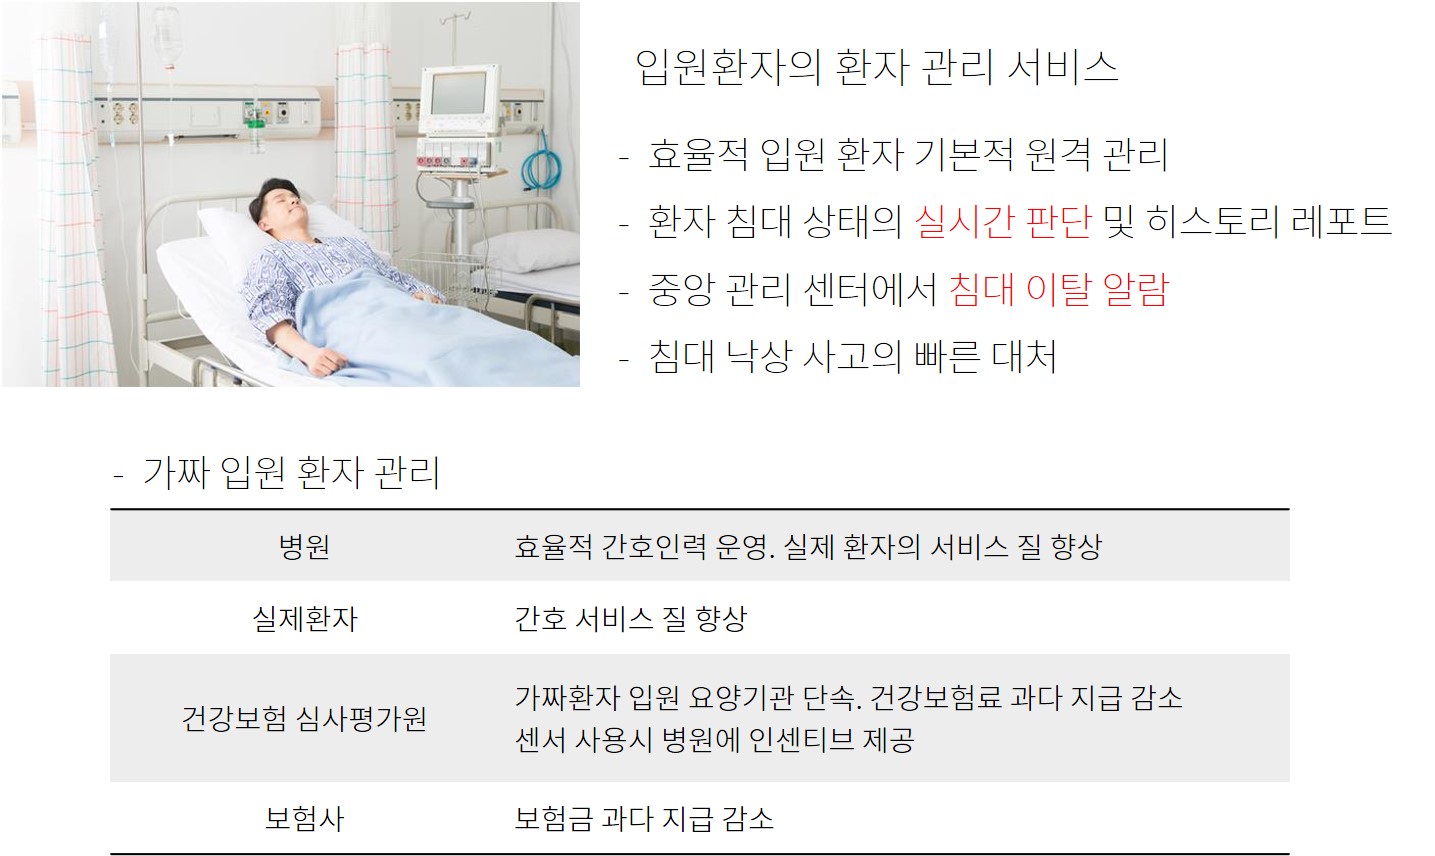 입원환자의 환자 관리 서비스
- 효율적 입원 환자 기본적 원격 관리
- 환자 침대 상태의 실시간 판단 및 히스토리 레포트
- 중앙 관리 센터에서 침대 이탈 알람
- 침대 낙상 사고의 빠른 대처
- 가짜 입원 환자 관리
병원 효율적 간호인력 운영. 실제 환자의 서비스 질 향상
실제환자 간호 서비스 질 향상
건강보험 심사평가원 가짜환자 입원 요양기관 단속. 건강보험료 과다 지급 감소
센서 사용시 병원에 인센티브 제공
보험사 보험금 과다 지급 감소